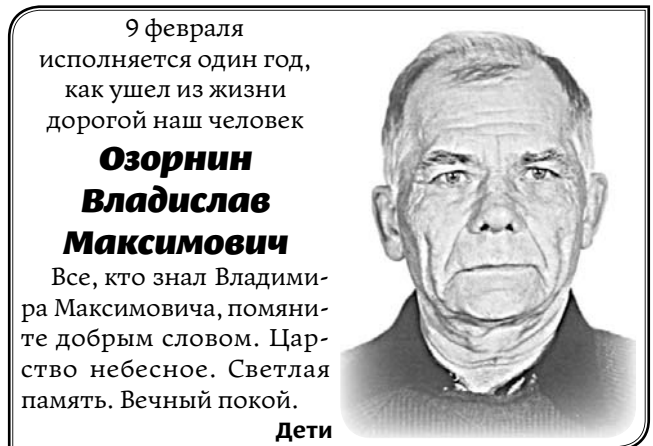 9 февраля
исполняется один год,
как ушел из жизни
дорогой наш человек
Озорнин
Владислав
Максимович
Все, кто знал Владими-
ра Максимовича, помяни-
те добрым словом. Цар-
ство небесное. Светлая
память. Вечный покой.
Дети